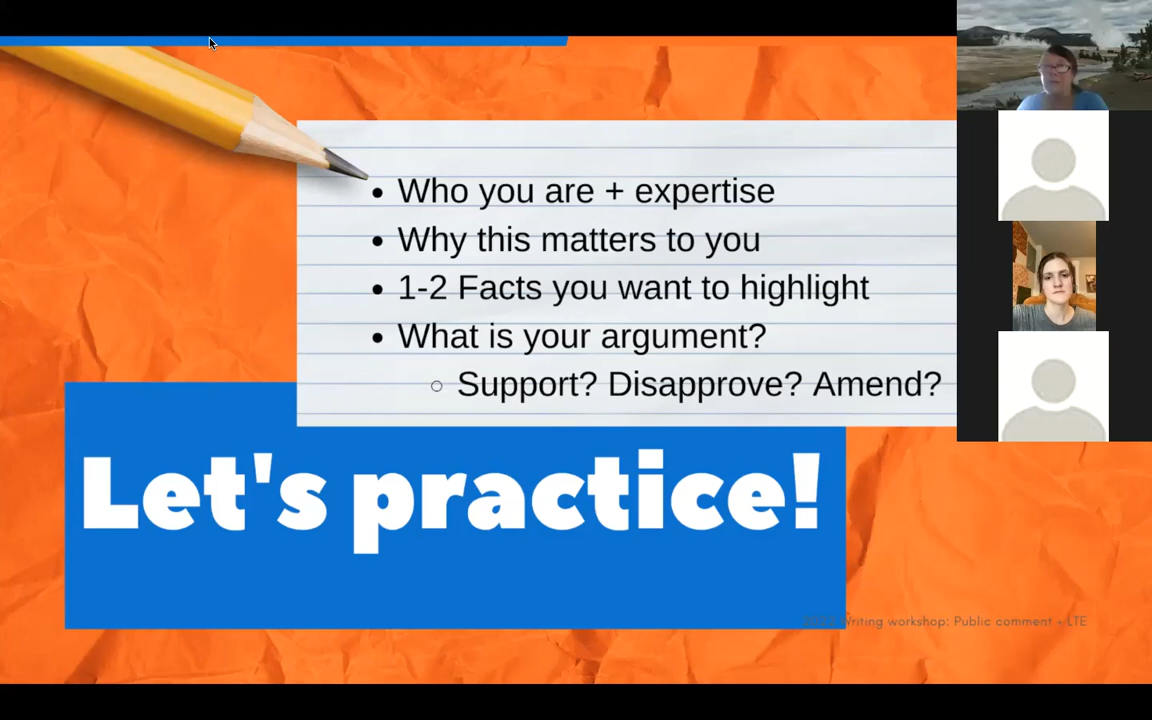 Who you are + expertise
Why this matters to you
1-2 Facts you want to highlight
What is your argument?
Support? Disapprove? Amend?
Let's practice!
Writing workshop: Public comment + LTE